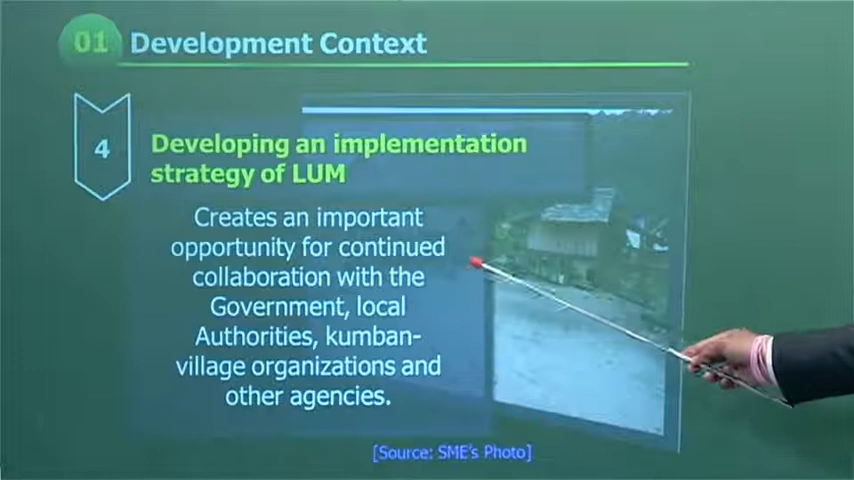 01 Development Context
4
Developing an implementation
strategy of LUM
Creates an important
opportunity for continued
collaboration with the
Government, local
Authorities, kumban-
village organizations and
other agencies.
[Source: SME's Photo]